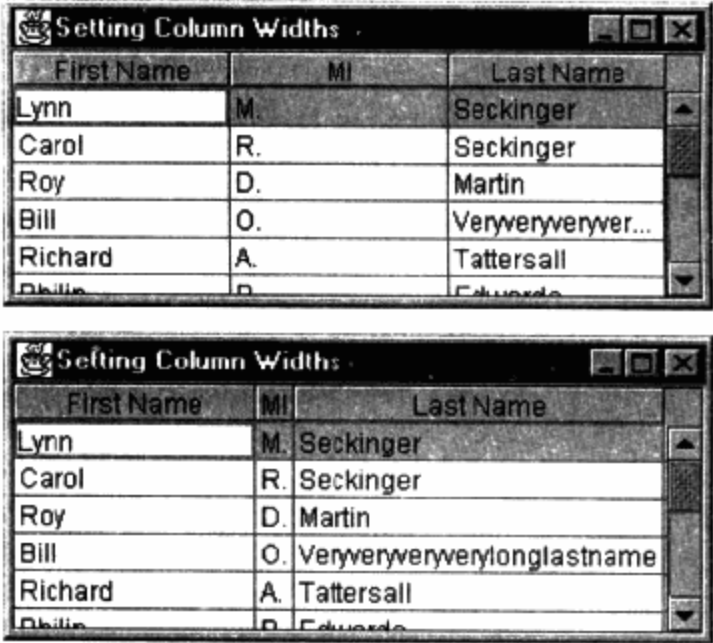 Setting Column Widths
First Name MI Last Name
Lynn M. Seckinger
Carol R. Seckinger
Roy D. Martin
Bill O. Veryveryveryver...
Richard A. Tattersall
Setting Column Widths
First Name MI Last Name
Lynn M. Seckinger
Carol R. Seckinger
Roy D. Martin
Bill O. Veryveryveryverylonglastname
Richard A. Tattersall